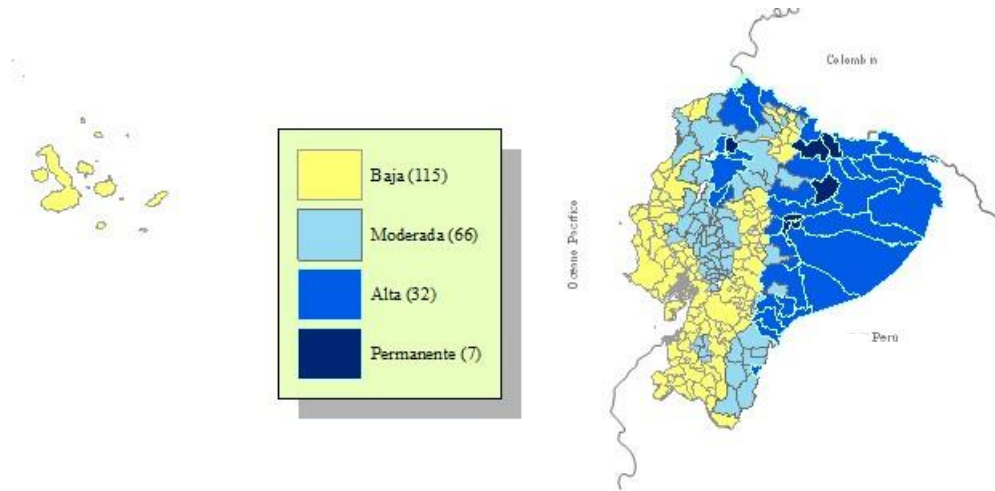 Colombia
Baja (115)
Moderada (66)
Alta (32)
Permanente (7)
Océano Pacífico
Perú